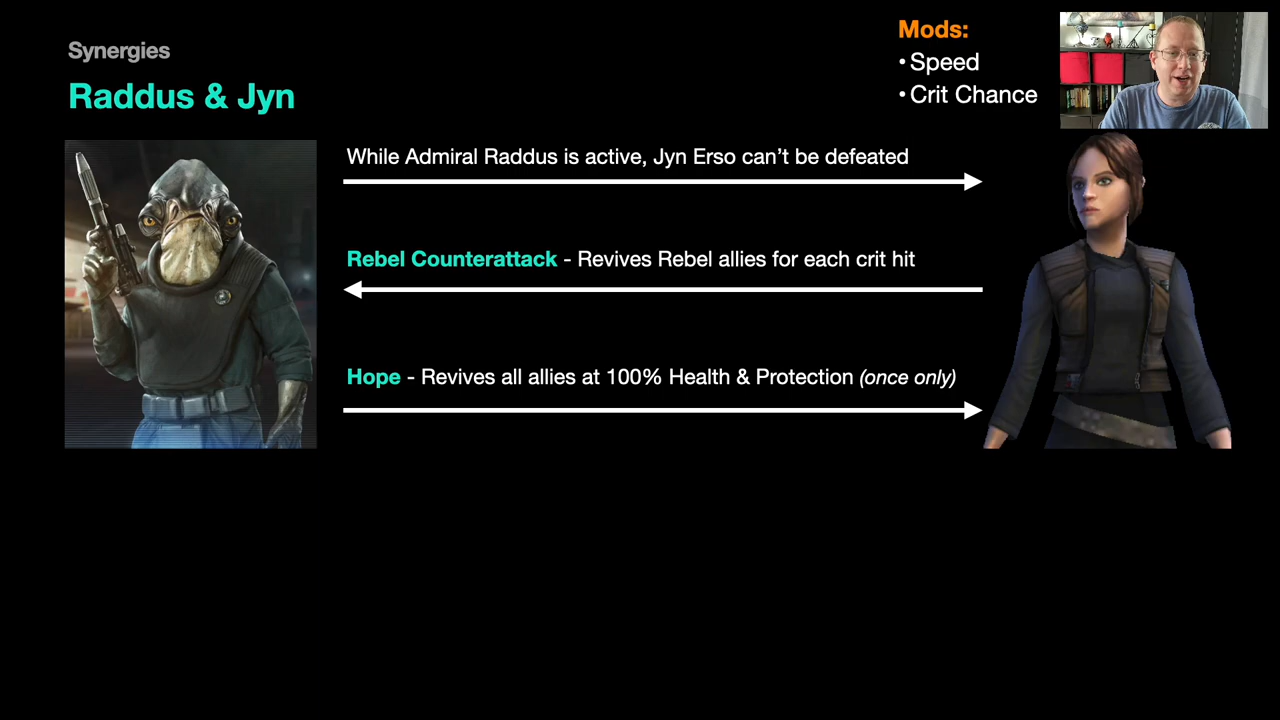 Synergies
Raddus & Jyn
Mods:
• Speed
• Crit Chance
While Admiral Raddus is active, Jyn Erso can’t be defeated
Rebel Counterattack - Revives Rebel allies for each crit hit
Hope - Revives all allies at 100% Health & Protection (once only)